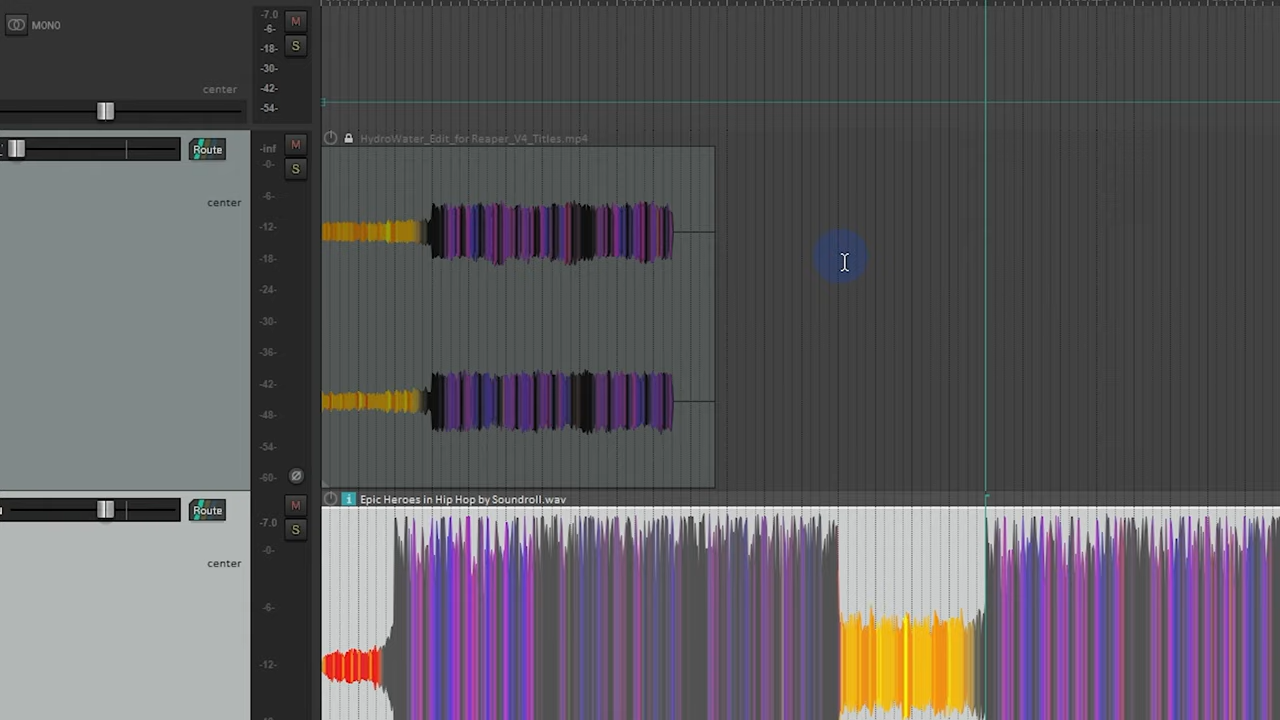 MONO
center
-7.0
-6-
-18-
-30-
-42-
-54-
M
S
HydroWater_Edit_for Reaper_V4_Titles.mp4
Route
center
-inf
-0-
-6-
-12-
-18-
-24-
-30-
-36-
-42-
-48-
-54-
-60-
M
S
Epic Heroes in Hip Hop by Soundroll.wav
Route
center
-7.0
-0-
-6-
-12-
M
S